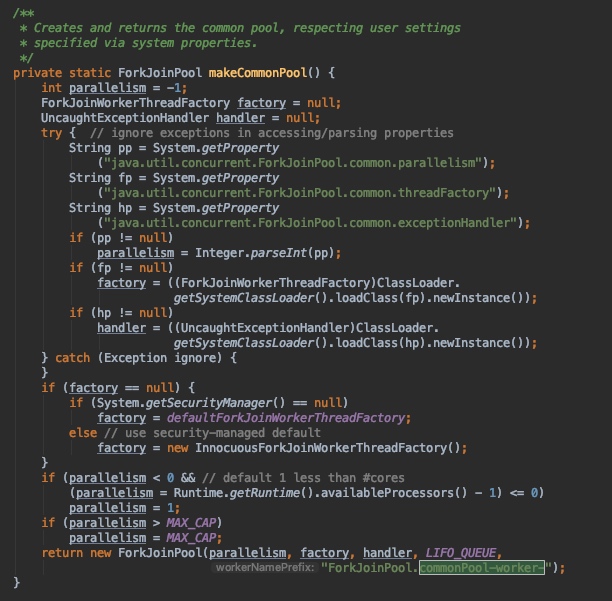 /**
 * Creates and returns the common pool, respecting user settings
 * specified via system properties.
 */
private static ForkJoinPool makeCommonPool() {
    int parallelism = -1;
    ForkJoinWorkerThreadFactory factory = null;
    UncaughtExceptionHandler handler = null;
    try {  // ignore exceptions in accessing/parsing properties
        String pp = System.getProperty
            ("java.util.concurrent.ForkJoinPool.common.parallelism");
        String fp = System.getProperty
            ("java.util.concurrent.ForkJoinPool.common.threadFactory");
        String hp = System.getProperty
            ("java.util.concurrent.ForkJoinPool.common.exceptionHandler");
        if (pp != null)
            parallelism = Integer.parseInt(pp);
        if (fp != null)
            factory = ((ForkJoinWorkerThreadFactory)ClassLoader.
                       getSystemClassLoader().loadClass(fp).newInstance());
        if (hp != null)
            handler = ((UncaughtExceptionHandler)ClassLoader.
                       getSystemClassLoader().loadClass(hp).newInstance());
    } catch (Exception ignore) {
    }
    if (factory == null) {
        if (System.getSecurityManager() == null)
            factory = defaultForkJoinWorkerThreadFactory;
        else // use security-managed default
            factory = new InnocuousForkJoinWorkerThreadFactory();
    }
    if (parallelism < 0 && // default 1 less than #cores
        (parallelism = Runtime.getRuntime().availableProcessors() - 1) <= 0)
        parallelism = 1;
    if (parallelism > MAX_CAP)
        parallelism = MAX_CAP;
    return new ForkJoinPool(parallelism, factory, handler, LIFO_QUEUE,
                            workerNamePrefix: "ForkJoinPool.commonPool-worker-");
}